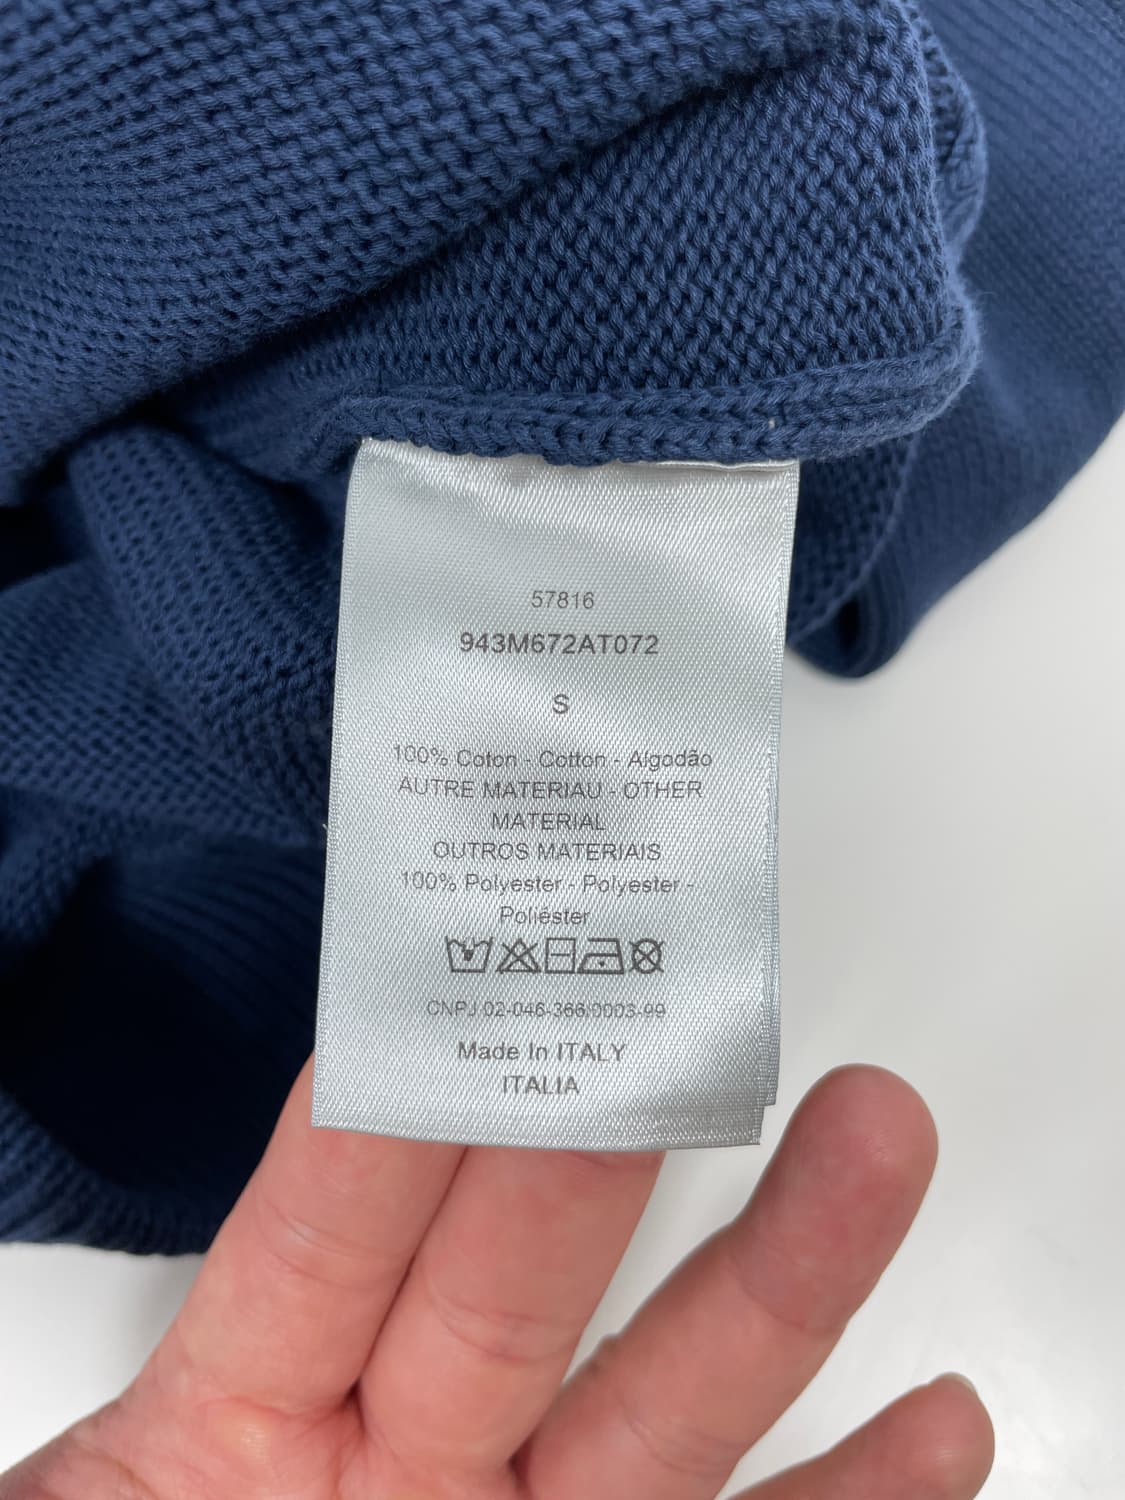 57816
943M672AT072
S
100% Coton - Cotton - Algodão
AUTRE MATERIAU - OTHER
MATERIAL
OUTROS MATERIAIS
100% Polyester - Polyester -
Poliéster
CNPJ 02-046-366/0003-99
Made In ITALY
ITALIA